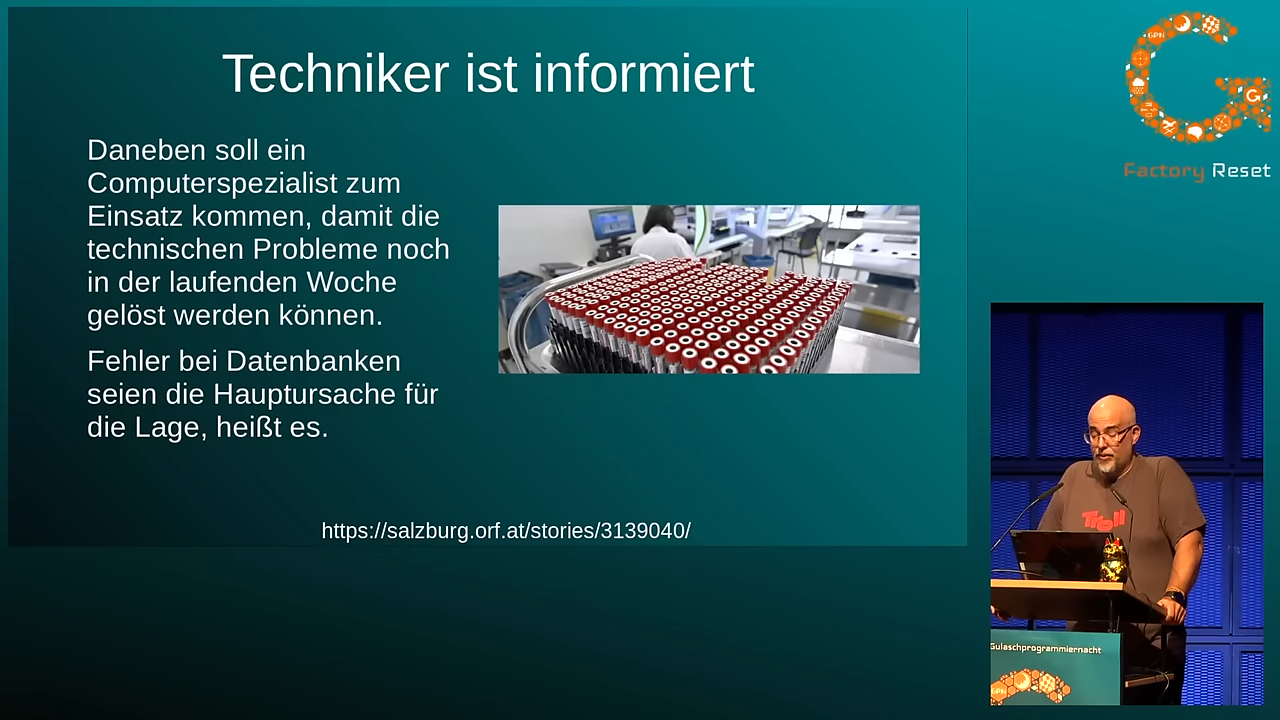 Techniker ist informiert
Daneben soll ein
Computerspezialist zum
Einsatz kommen, damit die
technischen Probleme noch
in der laufenden Woche
gelöst werden können.
Fehler bei Datenbanken
seien die Hauptursache für
die Lage, heißt es.
https://salzburg.orf.at/stories/3139040/
GPN
G
Factory Reset
Gulaschprogrammiernacht
GPN